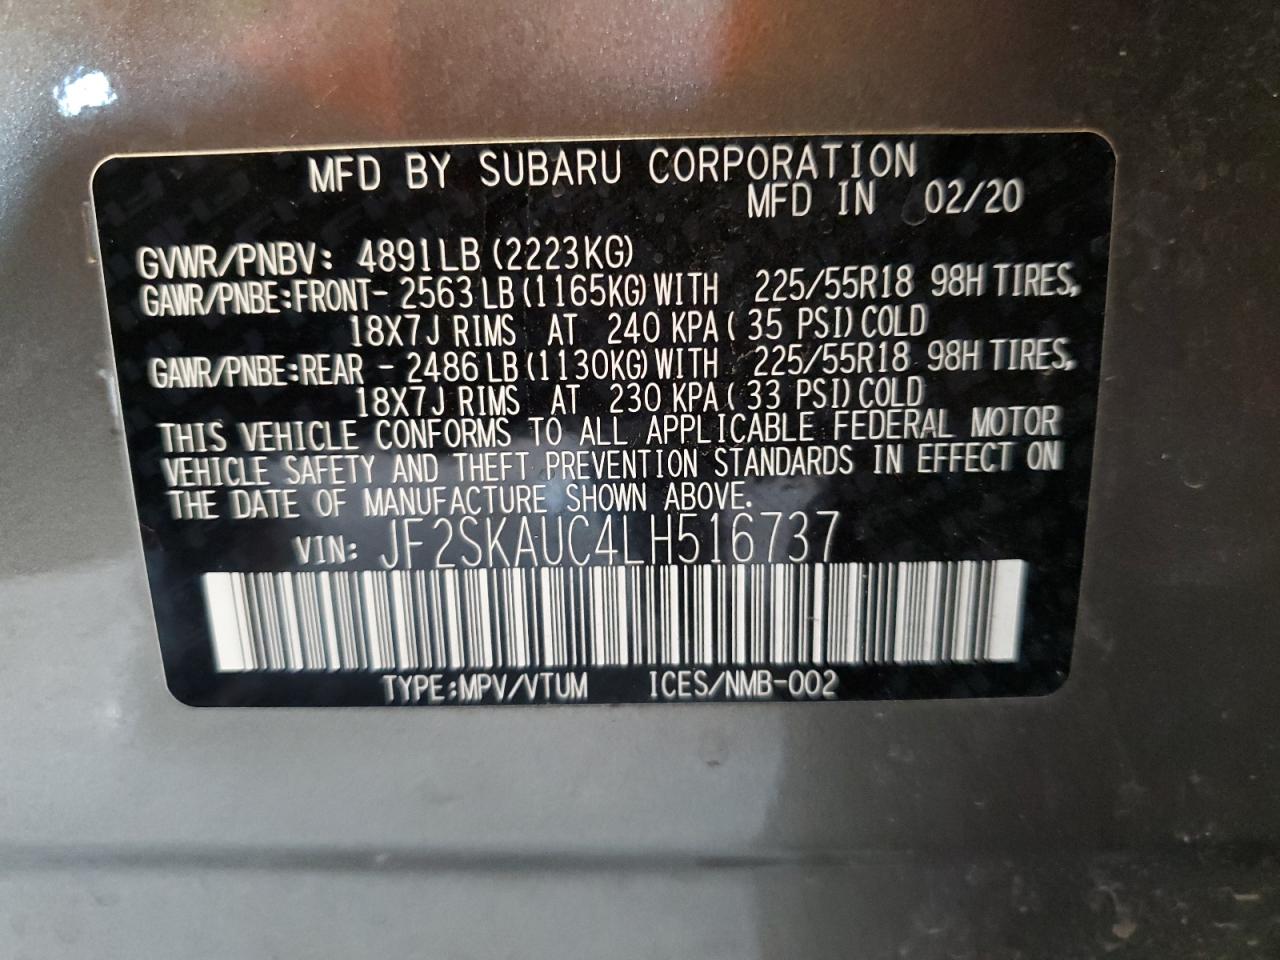 MFD BY SUBARU CORPORATION
MFD IN 02/20
GVWR/PNBV: 4891LB (2223KG)
GAWR/PNBE:FRONT- 2563LB(1165KG)WITH 225/55R18 98H TIRES,
18X7J RIMS AT 240 KPA( 35 PSI)COLD
GAWR/PNBE:REAR - 2486LB(1130KG)WITH 225/55R18 98H TIRES,
18X7J RIMS AT 230 KPA( 33 PSI)COLD
THIS VEHICLE CONFORMS TO ALL APPLICABLE FEDERAL MOTOR
VEHICLE SAFETY AND THEFT PREVENTION STANDARDS IN EFFECT ON
THE DATE OF MANUFACTURE SHOWN ABOVE.
VIN: JF2SKAUC4LH516737
TYPE:MPV/VTUM ICES/NMB-002